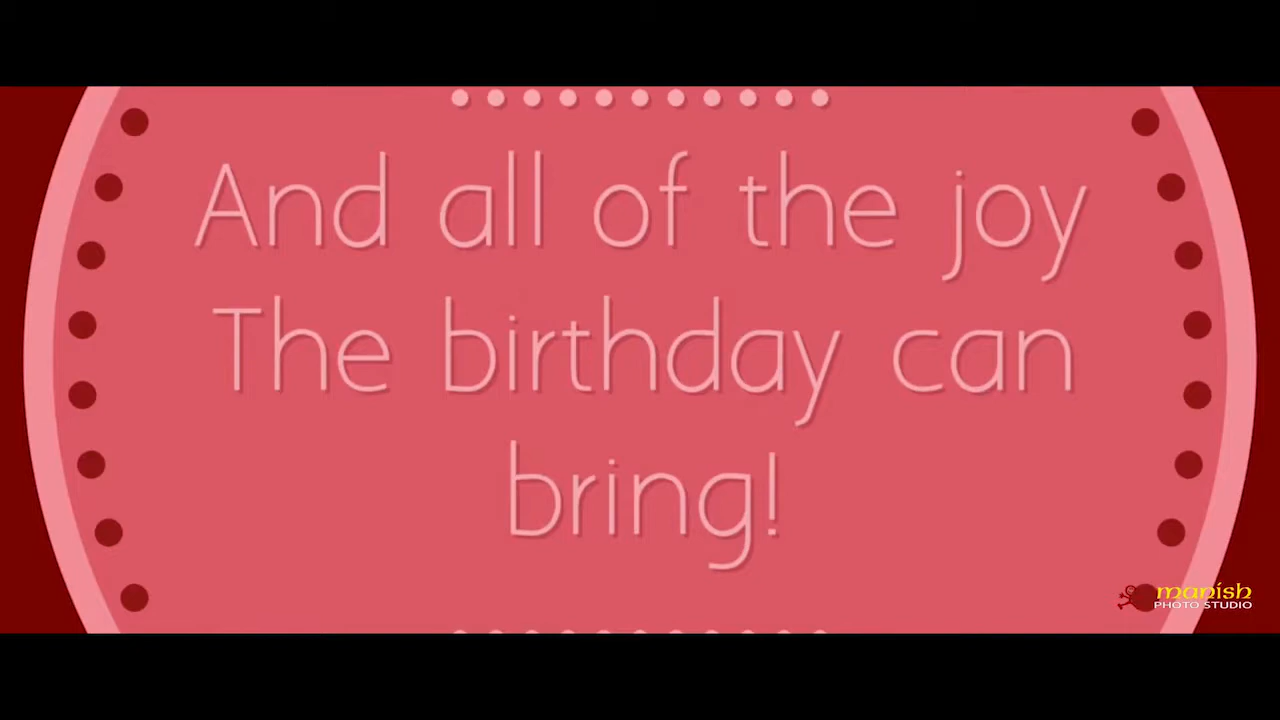 And all of the joy
The birthday can
bring!
manish
PHOTO STUDIO